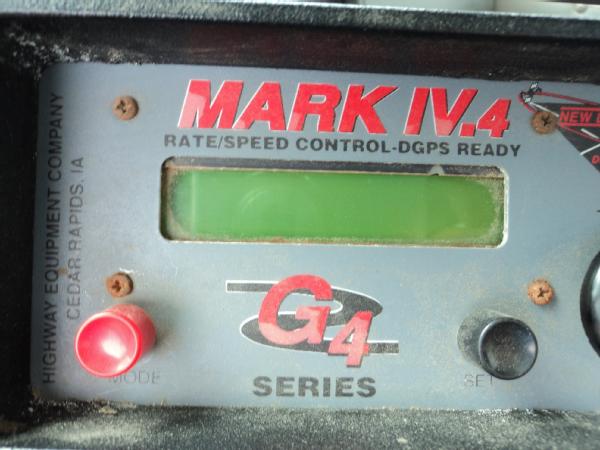 MARK IV.4
RATE/SPEED CONTROL-DGPS READY
HIGHWAY EQUIPMENT COMPANY
CEDAR RAPIDS, IA
NEW
G4
SERIES
MODE
SET